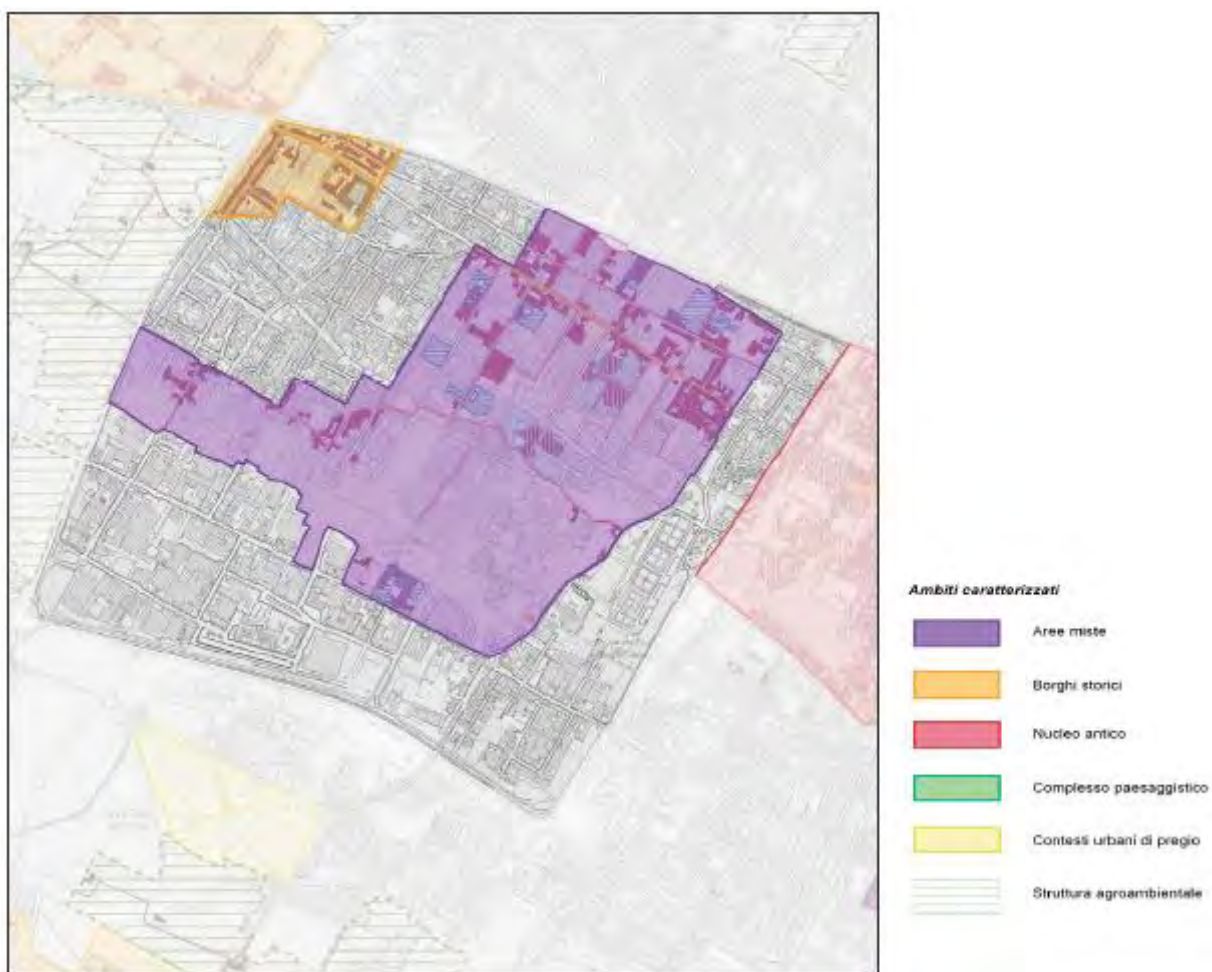 Ambiti caratterizzati
Aree miste
Borghi storici
Nucleo antico
Complesso paesaggistico
Contesti urbani di pregio
Struttura agroambientale